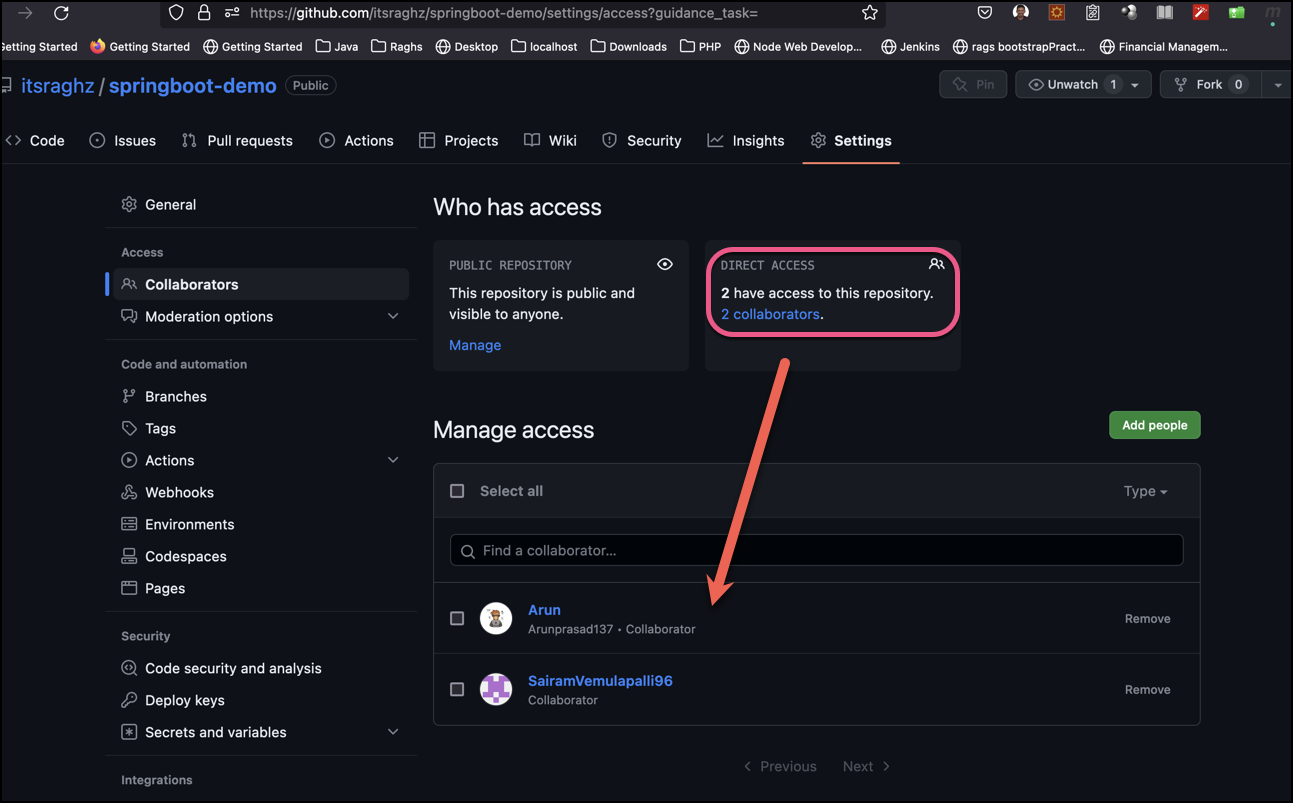 https://github.com/itsraghz/springboot-demo/settings/access?guidance_task=
Getting Started Getting Started Getting Started Java Raghs Desktop localhost Downloads PHP Node Web Develop... Jenkins rags bootstrapPract... Financial Managem...
itsraghz / springboot-demo Public Pin Unwatch 1 Fork 0
Code Issues Pull requests Actions Projects Wiki Security Insights Settings
General
Access
Collaborators
Moderation options
Code and automation
Branches
Tags
Actions
Webhooks
Environments
Codespaces
Pages
Security
Code security and analysis
Deploy keys
Secrets and variables
Integrations
Who has access
PUBLIC REPOSITORY
This repository is public and
visible to anyone.
Manage
DIRECT ACCESS
2 have access to this repository.
2 collaborators.
Manage access
Add people
Select all Type
Find a collaborator...
Arun
Arunprasad137 • Collaborator
Remove
SairamVemulapalli96
Collaborator
Remove
Previous Next